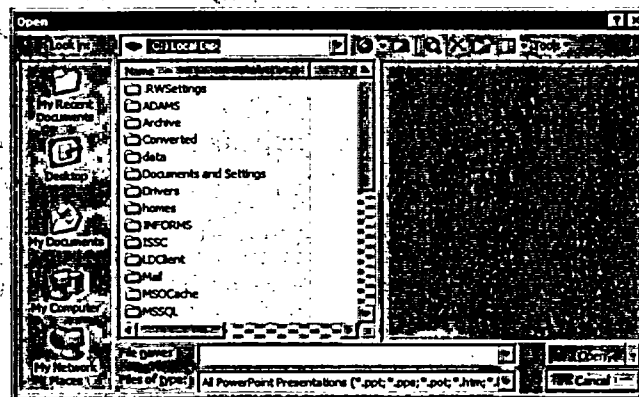 Open
Look in: (C:) Local Disk
Tools
My Recent
Documents
Desktop
My Documents
My Computer
My Network
Places
Name
.RWSettings
ADAMS
Archive
Converted
data
Documents and Settings
Drivers
homes
INFORMS
ISSC
LDClient
Mail
MSOCache
MSSQL
File name:
Open
Files of type: All PowerPoint Presentations (*.ppt; *.pps; *.pot; *.htm; *.
Cancel